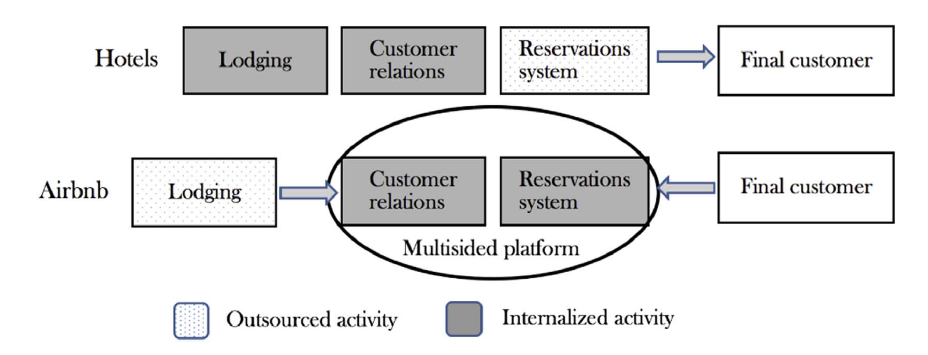 Hotels
Lodging
Customer
relations
Reservations
system
Final customer
Airbnb
Lodging
Customer
relations
Reservations
system
Final customer
Multisided platform
Outsourced activity
Internalized activity